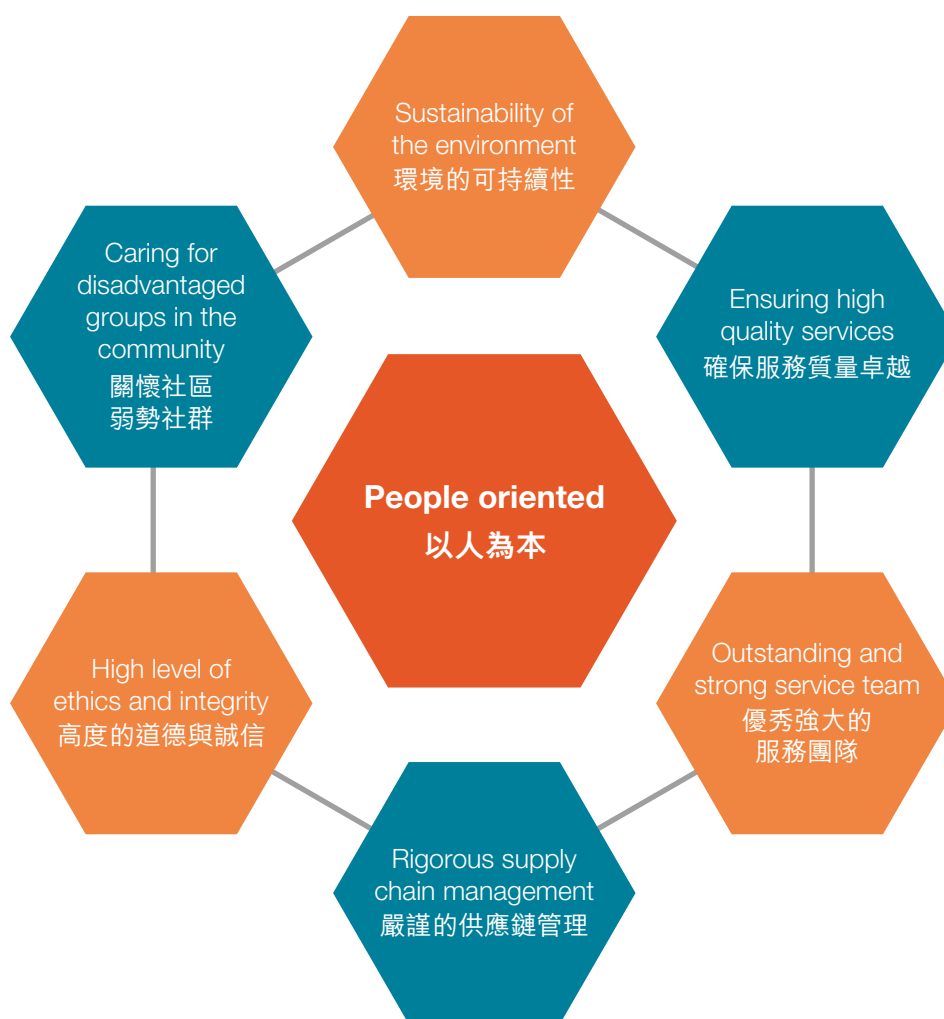 Sustainability of
the environment
環境的可持續性
Caring for
disadvantaged
groups in the
community
關懷社區
弱勢社群
Ensuring high
quality services
確保服務質量卓越
People oriented
以人為本
High level of
ethics and integrity
高度的道德與誠信
Outstanding and
strong service team
優秀強大的
服務團隊
Rigorous supply
chain management
嚴謹的供應鏈管理